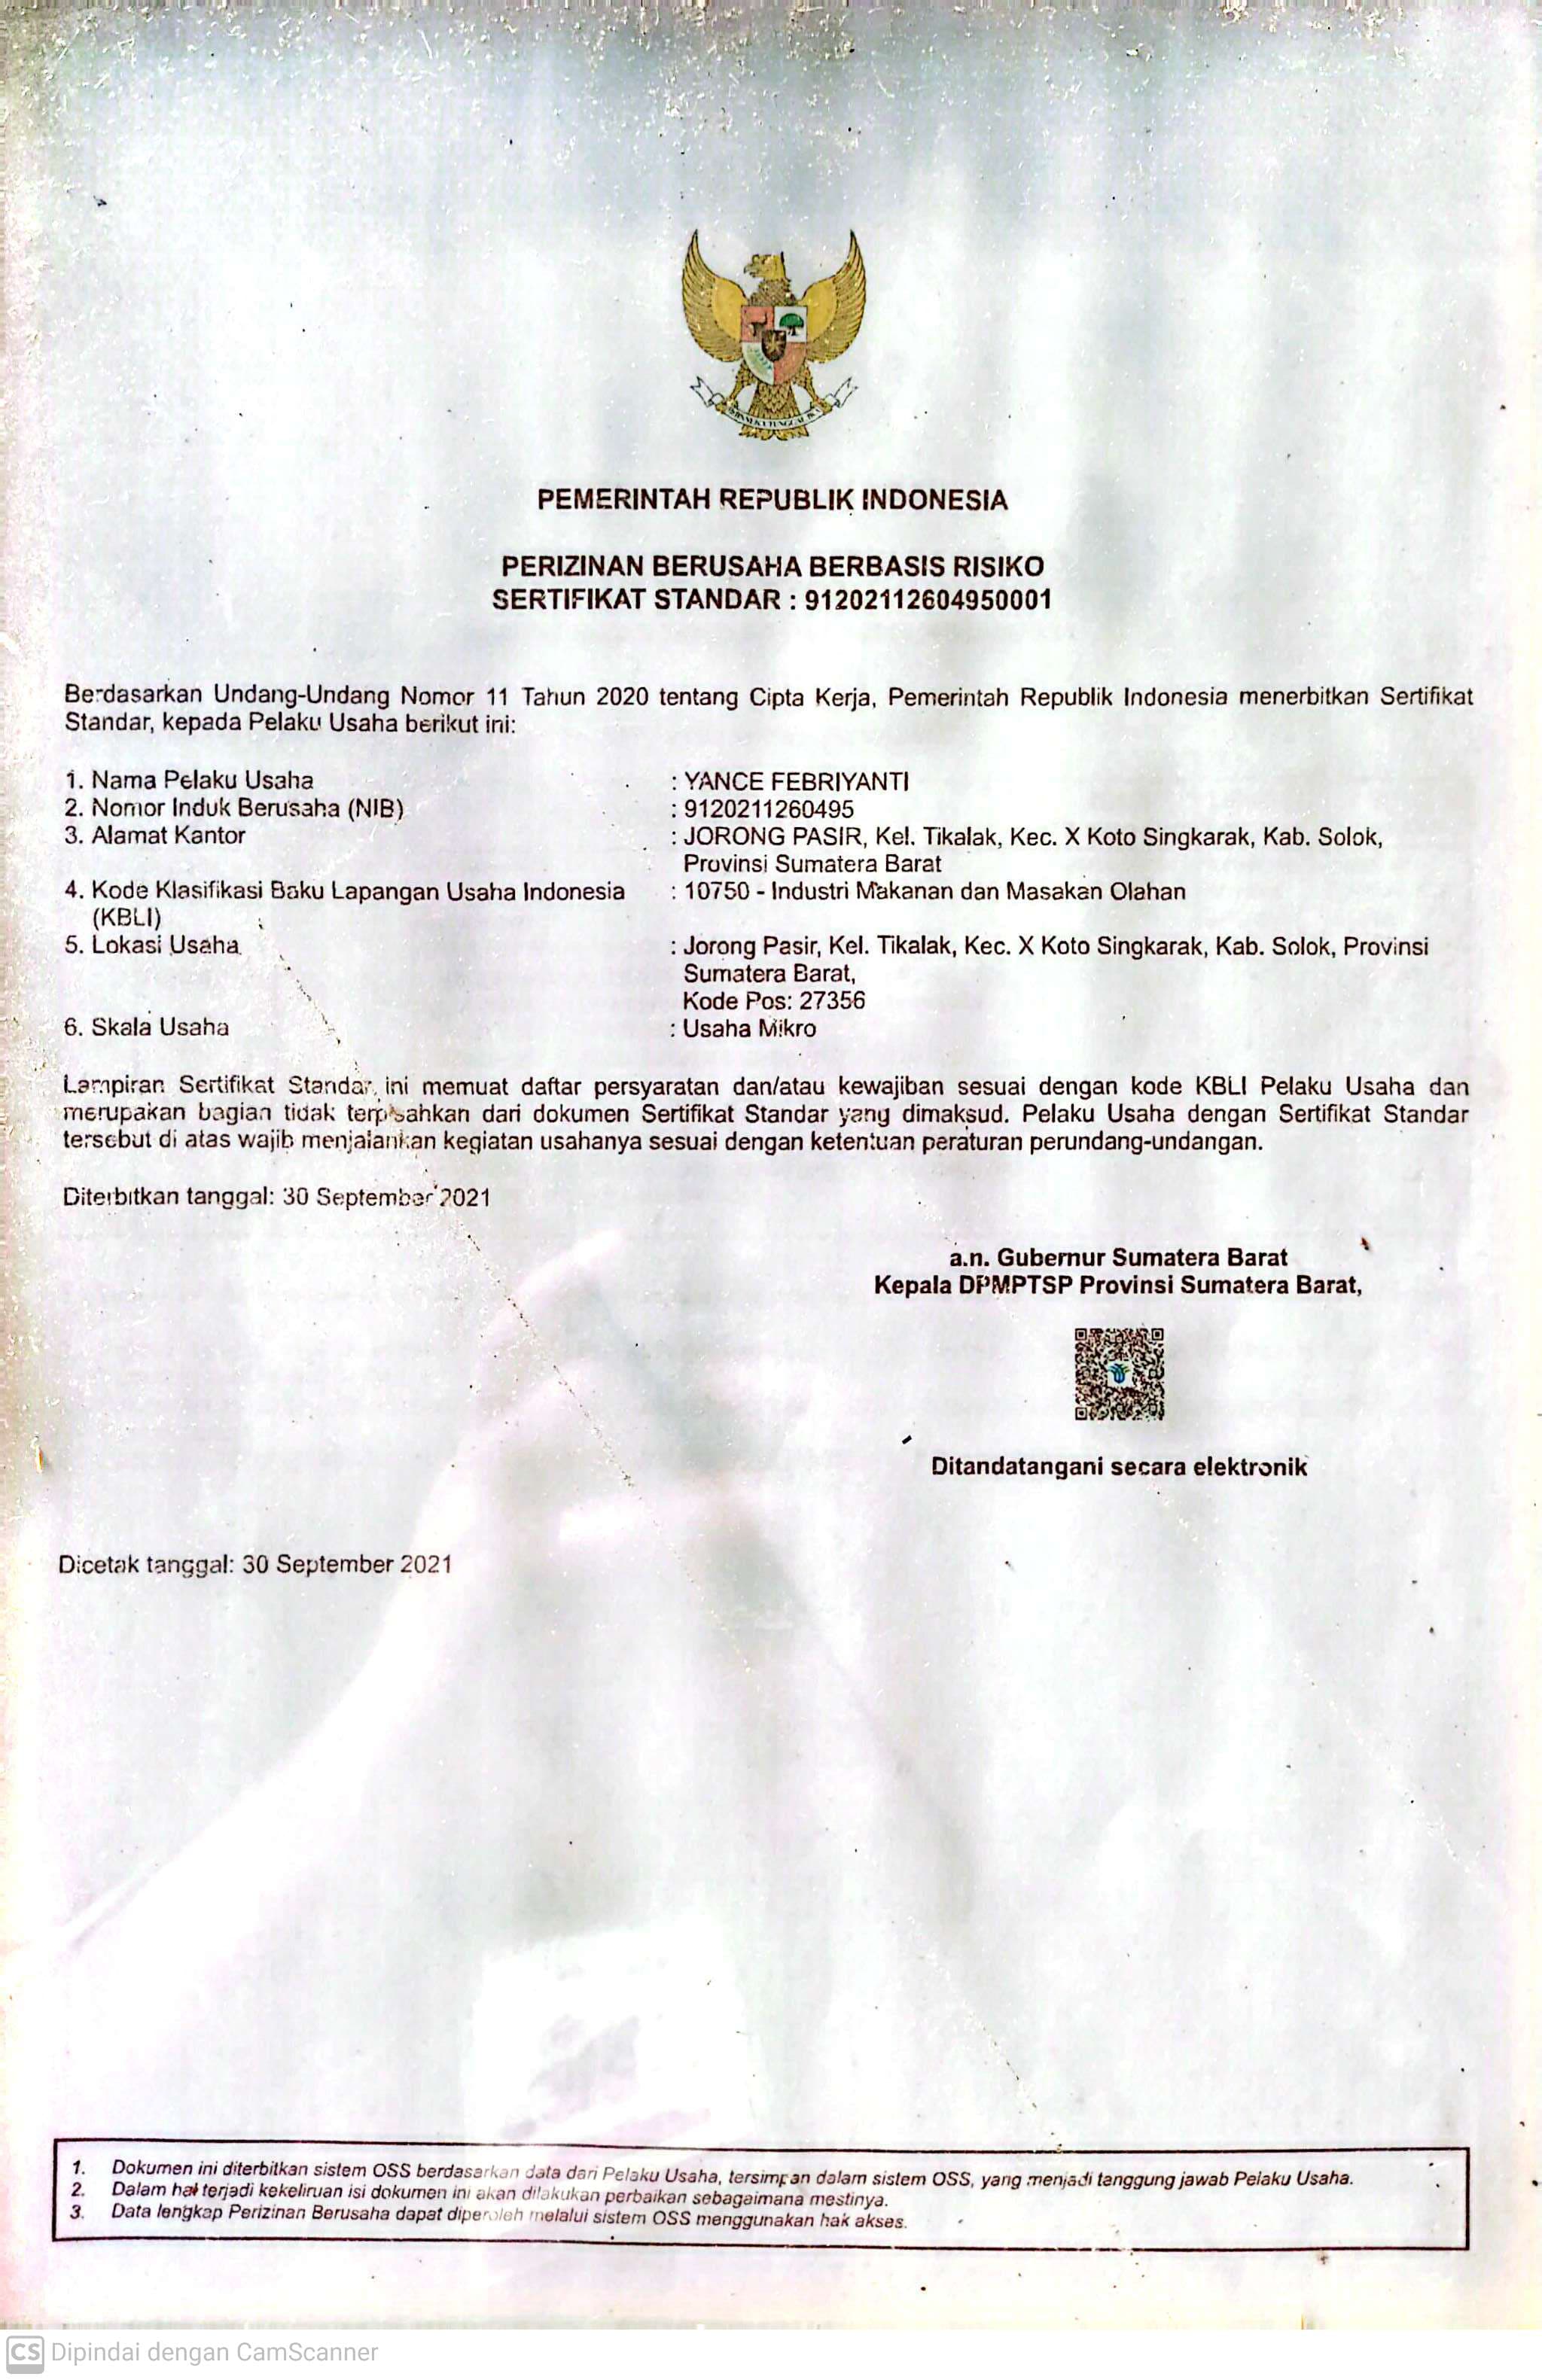 PEMERINTAH REPUBLIK INDONESIA
PERIZINAN BERUSAHA BERBASIS RISIKO
SERTIFIKAT STANDAR : 91202112604950001
Berdasarkan Undang-Undang Nomor 11 Tahun 2020 tentang Cipta Kerja, Pemerintah Republik Indonesia menerbitkan Sertifikat
Standar, kepada Pelaku Usaha berikut ini:
1. Nama Pelaku Usaha : YANCE FEBRIYANTI
2. Nomor Induk Berusaha (NIB) : 9120211260495
3. Alamat Kantor : JORONG PASIR, Kel. Tikalak, Kec. X Koto Singkarak, Kab. Solok,
Provinsi Sumatera Barat
4. Kode Klasifikasi Baku Lapangan Usaha Indonesia : 10750 - Industri Makanan dan Masakan Olahan
(KBLI)
5. Lokasi Usaha : Jorong Pasir, Kel. Tikalak, Kec. X Koto Singkarak, Kab. Solok, Provinsi
Sumatera Barat,
Kode Pos: 27356
6. Skala Usaha : Usaha Mikro
Lampiran Sertifikat Standar ini memuat daftar persyaratan dan/atau kewajiban sesuai dengan kode KBLI Pelaku Usaha dan
merupakan bagian tidak terpisahkan dari dokumen Sertifikat Standar yang dimaksud. Pelaku Usaha dengan Sertifikat Standar
tersebut di atas wajib menjalankan kegiatan usahanya sesuai dengan ketentuan peraturan perundang-undangan.
Diterbitkan tanggal: 30 September 2021
a.n. Gubernur Sumatera Barat
Kepala DPMPTSP Provinsi Sumatera Barat,
Ditandatangani secara elektronik
Dicetak tanggal: 30 September 2021
1. Dokumen ini diterbitkan sistem OSS berdasarkan data dari Pelaku Usaha, tersimpan dalam sistem OSS, yang menjadi tanggung jawab Pelaku Usaha.
2. Dalam hal terjadi kekeliruan isi dokumen ini akan dilakukan perbaikan sebagaimana mestinya.
3. Data lengkap Perizinan Berusaha dapat diperoleh melalui sistem OSS menggunakan hak akses.
CS Dipindai dengan CamScanner